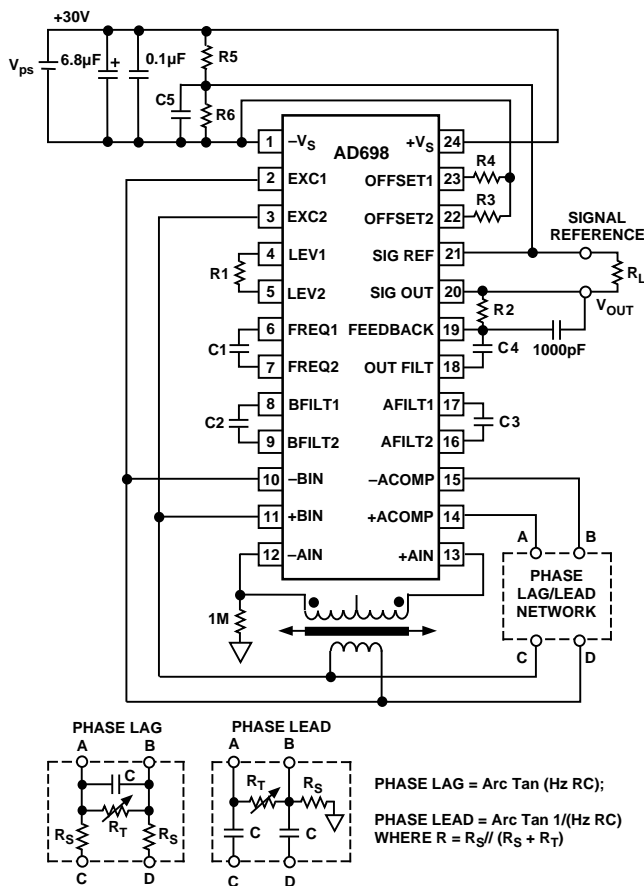 +30V
Vps
6.8µF
+
0.1µF
R5
C5
R6
AD698
1 –VS
+VS 24
2 EXC1
OFFSET1 23
R4
3 EXC2
OFFSET2 22
R3
SIGNAL
REFERENCE
4 LEV1
SIG REF 21
R1
RL
5 LEV2
SIG OUT 20
R2
VOUT
6 FREQ1
FEEDBACK 19
C1
C4
1000pF
7 FREQ2
OUT FILT 18
8 BFILT1
AFILT1 17
C2
C3
9 BFILT2
AFILT2 16
10 –BIN
–ACOMP 15
11 +BIN
+ACOMP 14
A
B
12 –AIN
+AIN 13
PHASE
LAG/LEAD
NETWORK
1M
C
D
PHASE LAG
A
B
C
RT
RS
RS
C
D
PHASE LEAD
A
B
RS
RT
C
C
C
D
PHASE LAG = Arc Tan (Hz RC);
PHASE LEAD = Arc Tan 1/(Hz RC)
WHERE R = RS// (RS + RT)